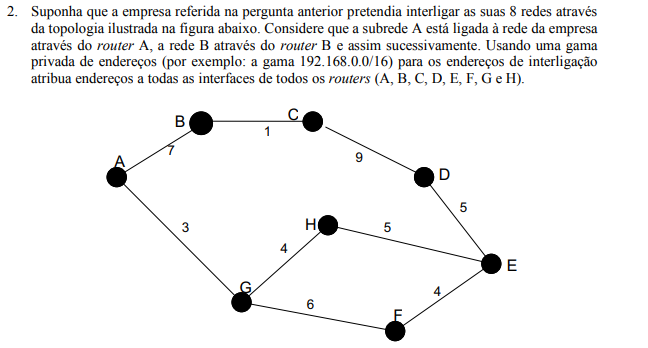 2. Suponha que a empresa referida na pergunta anterior pretendia interligar as suas 8 redes através
da topologia ilustrada na figura abaixo. Considere que a subrede A está ligada à rede da empresa
através do router A, a rede B através do router B e assim sucessivamente. Usando uma gama
privada de endereços (por exemplo: a gama 192.168.0.0/16) para os endereços de interligação
atribua endereços a todas as interfaces de todos os routers (A, B, C, D, E, F, G e H).
B
C
1
7
A
9
D
5
3
H
5
4
E
G
4
6
F